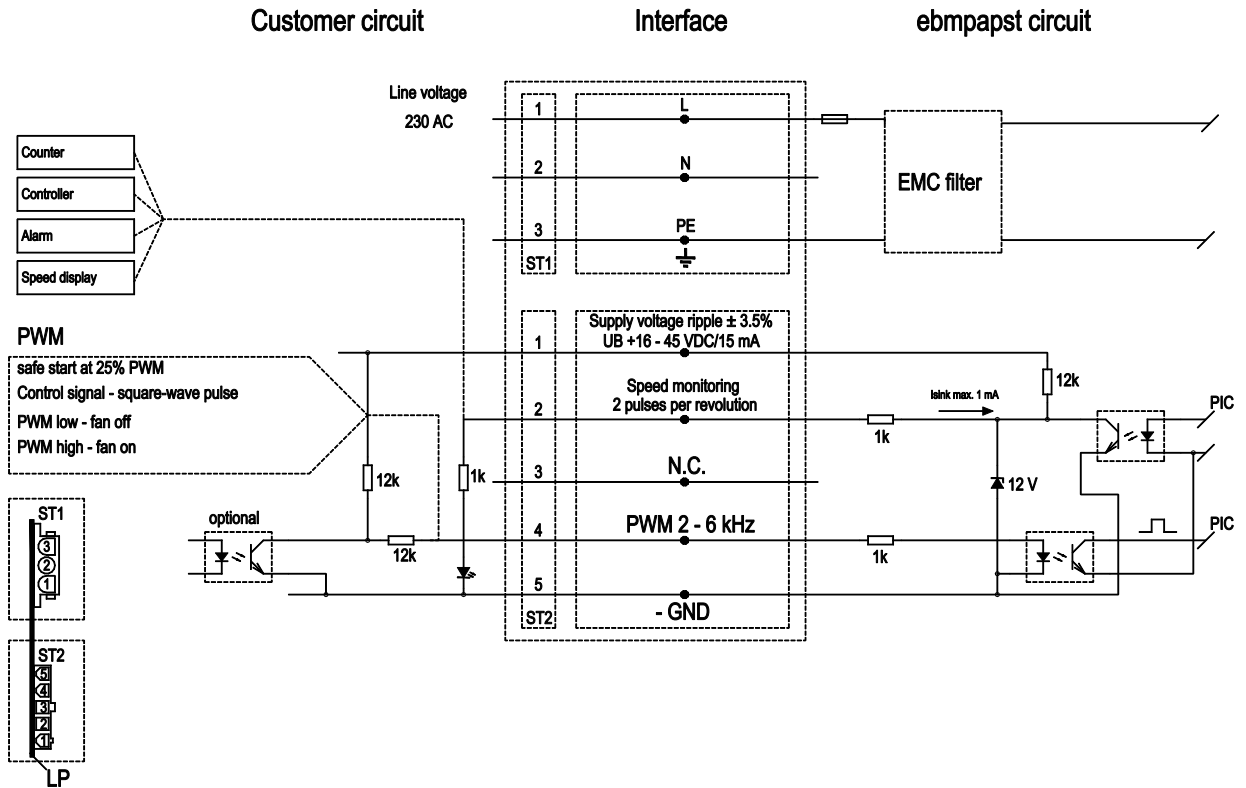 Customer circuit
Interface
ebmpapst circuit
Line voltage
230 AC
1
L
2
N
3
PE
ST1
EMC filter
Counter
Controller
Alarm
Speed display
PWM
safe start at 25% PWM
Control signal - square-wave pulse
PWM low - fan off
PWM high - fan on
Supply voltage ripple ± 3.5%
1
UB +16 - 45 VDC/15 mA
Speed monitoring
2
2 pulses per revolution
3
N.C.
4
PWM 2 - 6 kHz
5
- GND
ST2
12k
1k
12k
optional
12k
Isink max. 1 mA
1k
PIC
12 V
1k
PIC
ST1
3
2
1
ST2
5
4
3
2
1
LP